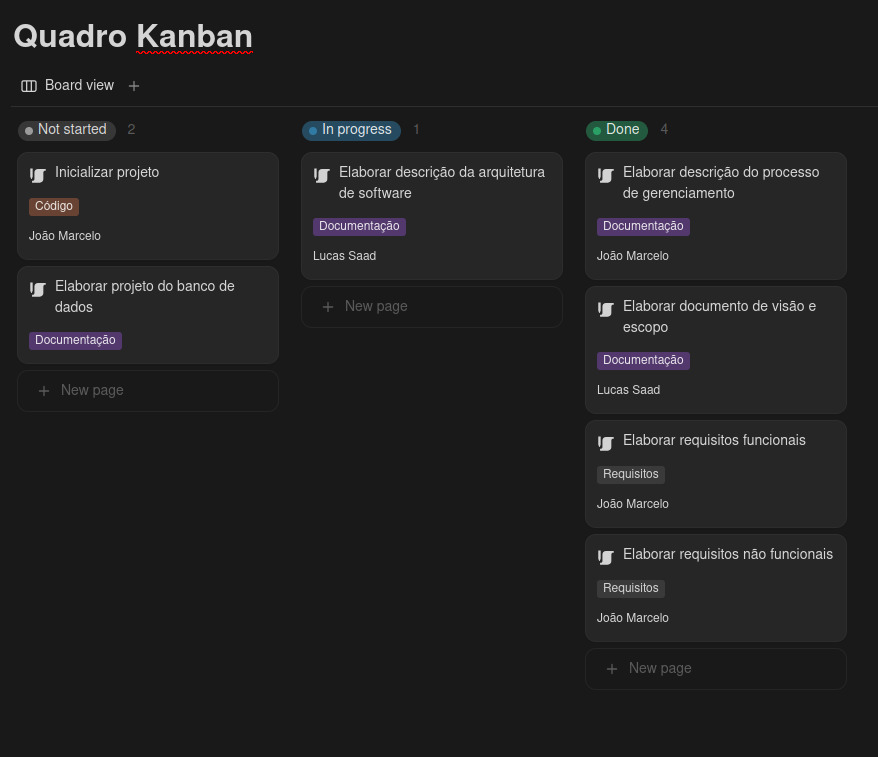 Quadro Kanban
Board view +
Not started 2
Inicializar projeto
Código
João Marcelo
Elaborar projeto do banco de
dados
Documentação
+ New page
In progress 1
Elaborar descrição da arquitetura
de software
Documentação
Lucas Saad
+ New page
Done 4
Elaborar descrição do processo
de gerenciamento
Documentação
João Marcelo
Elaborar documento de visão e
escopo
Documentação
Lucas Saad
Elaborar requisitos funcionais
Requisitos
João Marcelo
Elaborar requisitos não funcionais
Requisitos
João Marcelo
+ New page